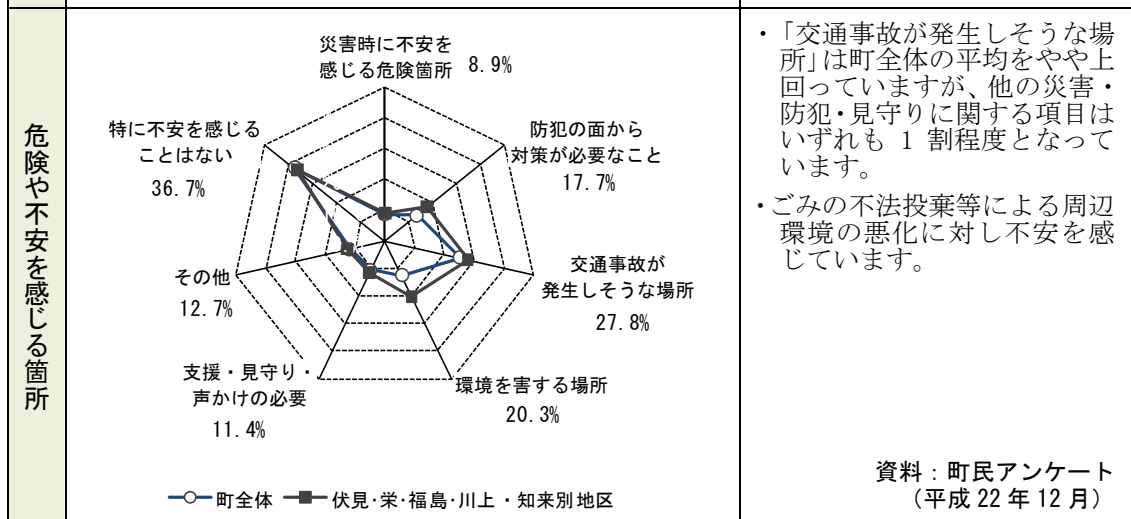 危険や不安を感じる箇所
災害時に不安を
感じる危険箇所 8.9%
防犯の面から
対策が必要なこと
17.7%
交通事故が
発生しそうな場所
27.8%
環境を害する場所
20.3%
支援・見守り・
声かけの必要
11.4%
その他
12.7%
特に不安を感じる
ことはない
36.7%
町全体 伏見・栄・福島・川上・知来別地区
・「交通事故が発生しそうな場
所」は町全体の平均をやや上
回っていますが、他の災害・
防犯・見守りに関する項目は
いずれも 1 割程度となって
います。
・ごみの不法投棄等による周辺
環境の悪化に対し不安を感
じています。
資料：町民アンケート
（平成 22 年 12 月）